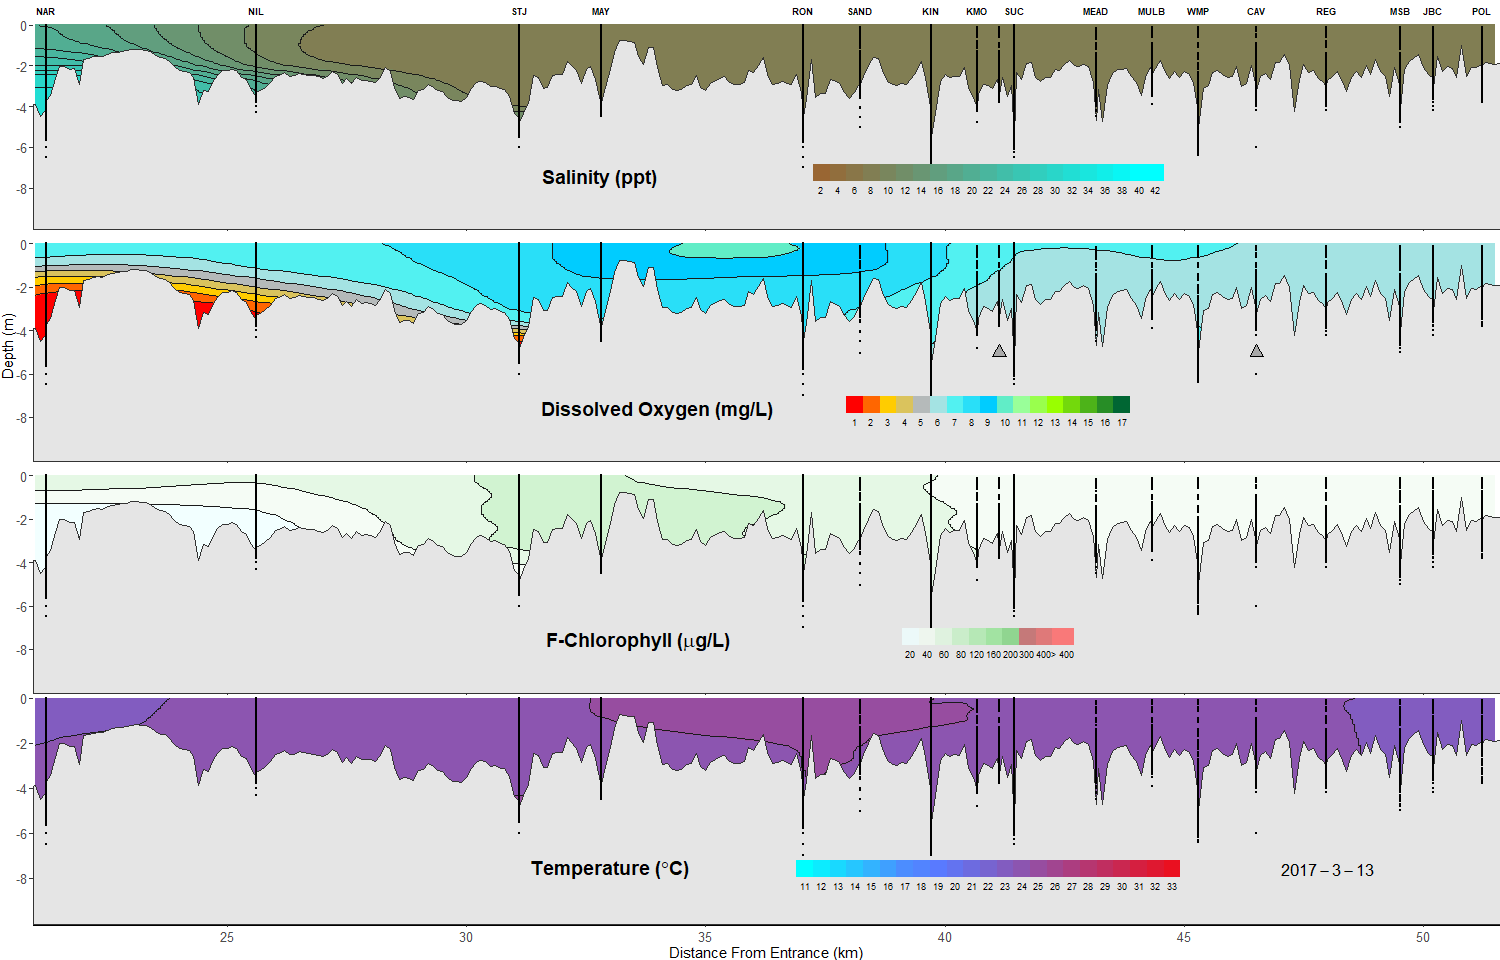 NAR NIL STJ MAY RON SAND KIN KMO SUC MEAD MULB WMP CAV REG MSB JBC POL
0
-2
-4
-6
-8
Salinity (ppt)
2 4 6 8 10 12 14 16 18 20 22 24 26 28 30 32 34 36 38 40 42
0
-2
-4
-6
-8
Depth (m)
Dissolved Oxygen (mg/L)
1 2 3 4 5 6 7 8 9 10 11 12 13 14 15 16 17
0
-2
-4
-6
-8
F-Chlorophyll (μg/L)
20 40 60 80 120 160 200 300 400> 400
0
-2
-4
-6
-8
Temperature (°C)
11 12 13 14 15 16 17 18 19 20 21 22 23 24 25 26 27 28 29 30 31 32 33
2017 – 3 – 13
25 30 35 40 45 50
Distance From Entrance (km)